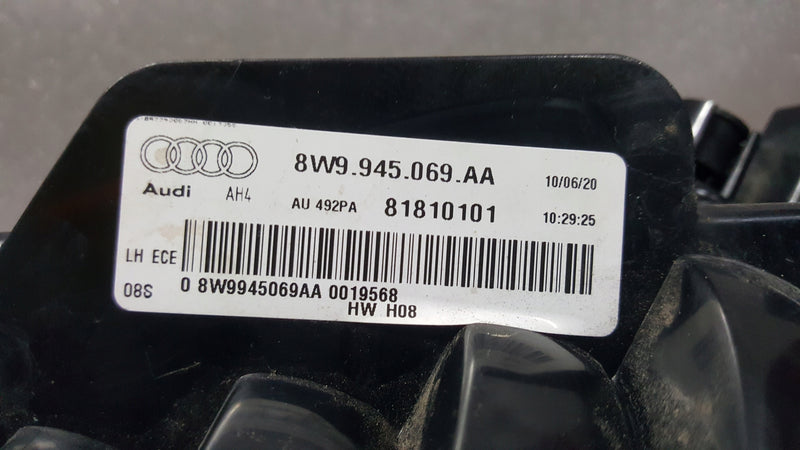 8W9.945.069.AA 10/06/20
Audi AH4 AU 492PA 81810101 10:29:25
LH ECE
08S 0 8W9945069AA 0019568
HW H08